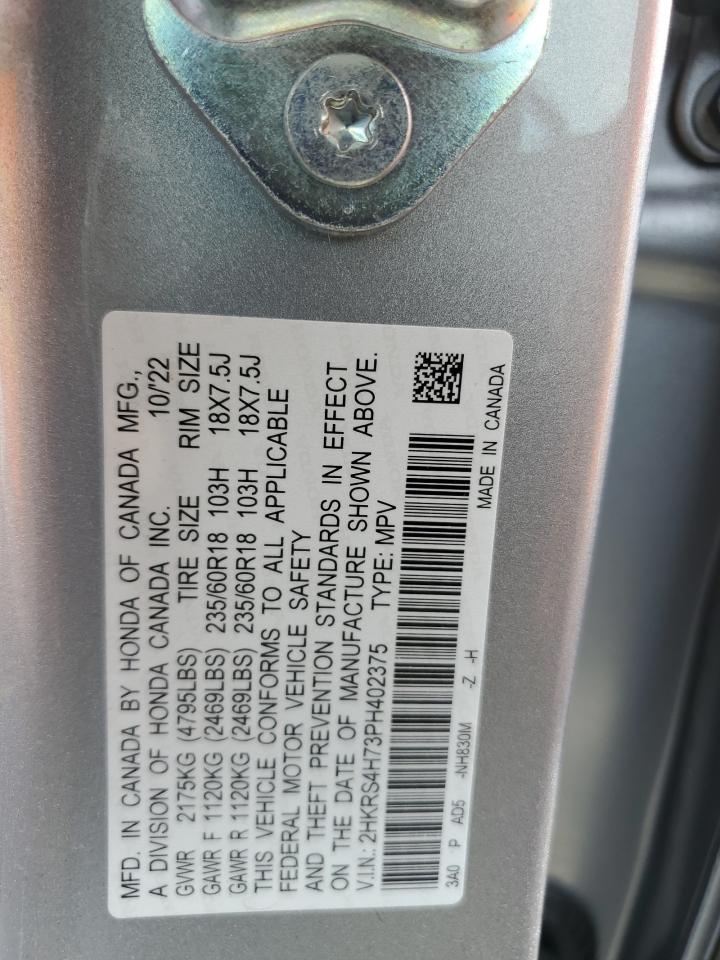 MFD. IN CANADA BY HONDA OF CANADA MFG.,
A DIVISION OF HONDA CANADA INC. 10/'22
GVWR 2175KG (4795LBS) TIRE SIZE RIM SIZE
GAWR F 1120KG (2469LBS) 235/60R18 103H 18X7.5J
GAWR R 1120KG (2469LBS) 235/60R18 103H 18X7.5J
THIS VEHICLE CONFORMS TO ALL APPLICABLE
FEDERAL MOTOR VEHICLE SAFETY
AND THEFT PREVENTION STANDARDS IN EFFECT
ON THE DATE OF MANUFACTURE SHOWN ABOVE.
V.I.N.: 2HKRS4H73PH402375 TYPE: MPV
3A0 P AD5 -NH830M -Z -H
MADE IN CANADA